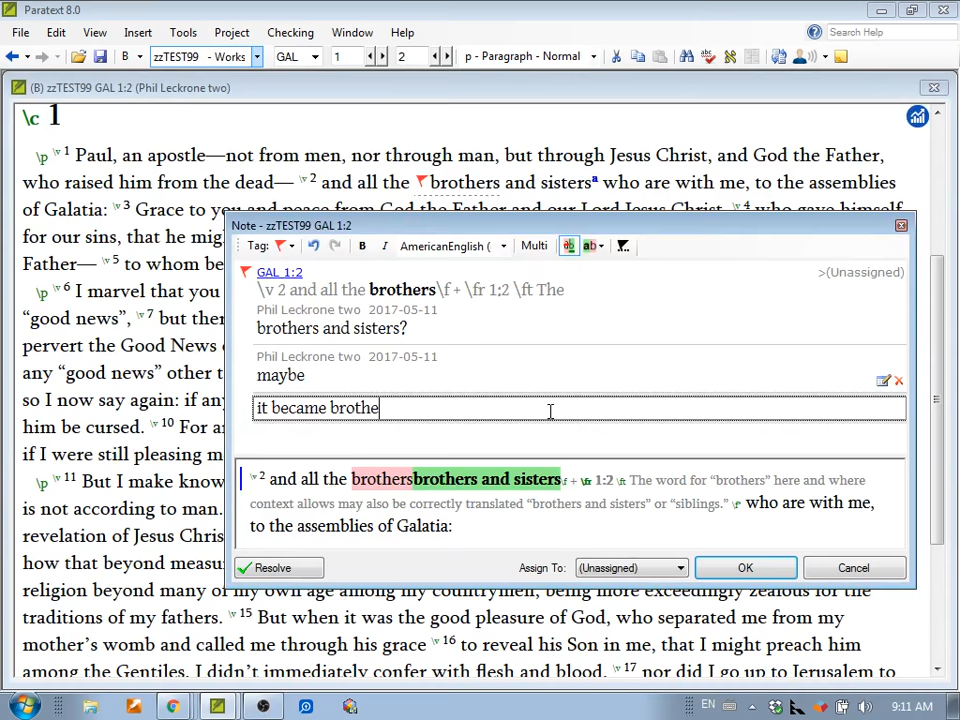 Paratext 8.0
File Edit View Insert Tools Project Checking Window Help
Search Help
B zzTEST99 - Works GAL 1 2 p - Paragraph - Normal
(B) zzTEST99 GAL 1:2 (Phil Leckrone two)
\c 1
\p v 1 Paul, an apostle—not from men, nor through man, but through Jesus Christ, and God the Father,
who raised him from the dead— v 2 and all the brothers and sistersa who are with me, to the assemblies
of Galatia: v 3 Grace to you and peace from God the Father and our Lord Jesus Christ, v 4 who gave himself
for our sins, that he mig
Father— v 5 to whom be
\p v 6 I marvel that you
“good news”, v 7 but ther
pervert the Good News
any “good news” other t
so I now say again: if any
him be cursed. v 10 For a
if I were still pleasing m
\p v 11 But I make know
is not according to man.
revelation of Jesus Christ
how that beyond measu
religion beyond many of my own age among my countrymen, being more exceedingly zealous for the
traditions of my fathers. v 15 But when it was the good pleasure of God, who separated me from my
mother’s womb and called me through his grace v 16 to reveal his Son in me, that I might preach him
among the Gentiles, I didn’t immediately confer with flesh and blood, v 17 nor did I go up to Jerusalem to
Note - zzTEST99 GAL 1:2
Tag: B I AmericanEnglish ( Multi ab ab
GAL 1:2 >(Unassigned)
\v 2 and all the brothers\f + \fr 1:2 \ft The
Phil Leckrone two 2017-05-11
brothers and sisters?
Phil Leckrone two 2017-05-11
maybe
it became brothe
v 2 and all the brothersbrothers and sisters\f + \fr 1:2 \ft The word for “brothers” here and where
context allows may also be correctly translated “brothers and sisters” or “siblings.” \f* who are with me,
to the assemblies of Galatia:
Resolve Assign To: (Unassigned) OK Cancel
EN 9:11 AM